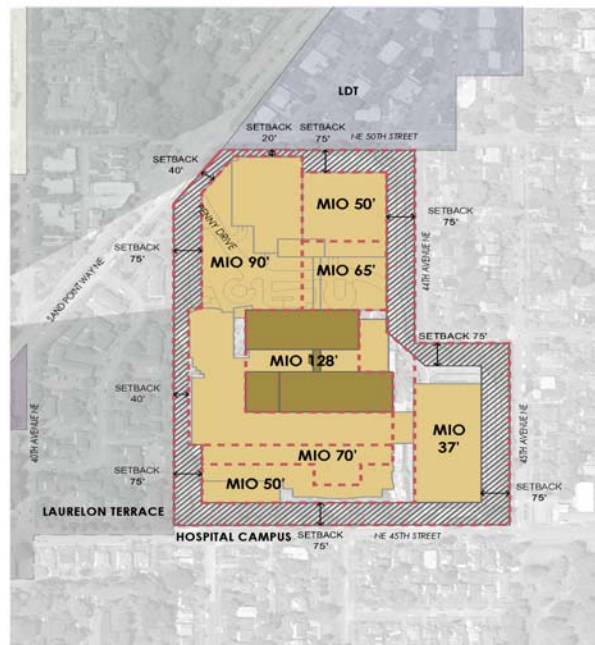 LDT
NE 50TH STREET
SETBACK
20'
SETBACK
75'
SETBACK
40'
PENNY DRIVE
MIO 50'
SETBACK
75'
44TH AVENUE NE
SETBACK
75'
MIO 90'
MIO 65'
SAND POINT WAY NE
SETBACK 75'
MIO 128'
SETBACK
40'
40TH AVENUE NE
MIO
37'
45TH AVENUE NE
MIO 70'
SETBACK
75'
MIO 50'
SETBACK
75'
LAURELON TERRACE
HOSPITAL CAMPUS
NE 45TH STREET
SETBACK
75'